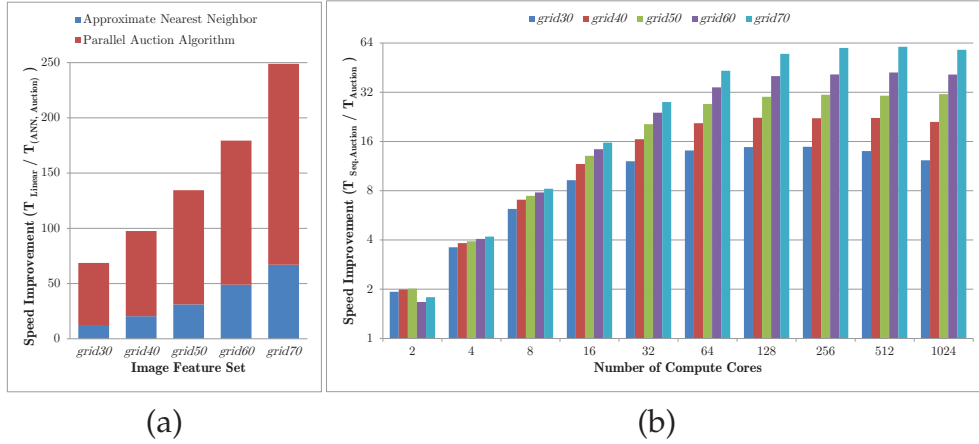 Approximate Nearest Neighbor
Parallel Auction Algorithm
Speed Improvement (T Linear / T(ANN, Auction))
250
200
150
100
50
0
grid30 grid40 grid50 grid60 grid70
Image Feature Set
(a)
grid30 grid40 grid50 grid60 grid70
Speed Improvement (T Seq,Auction / TAuction)
64
32
16
8
4
2
1
2 4 8 16 32 64 128 256 512 1024
Number of Compute Cores
(b)